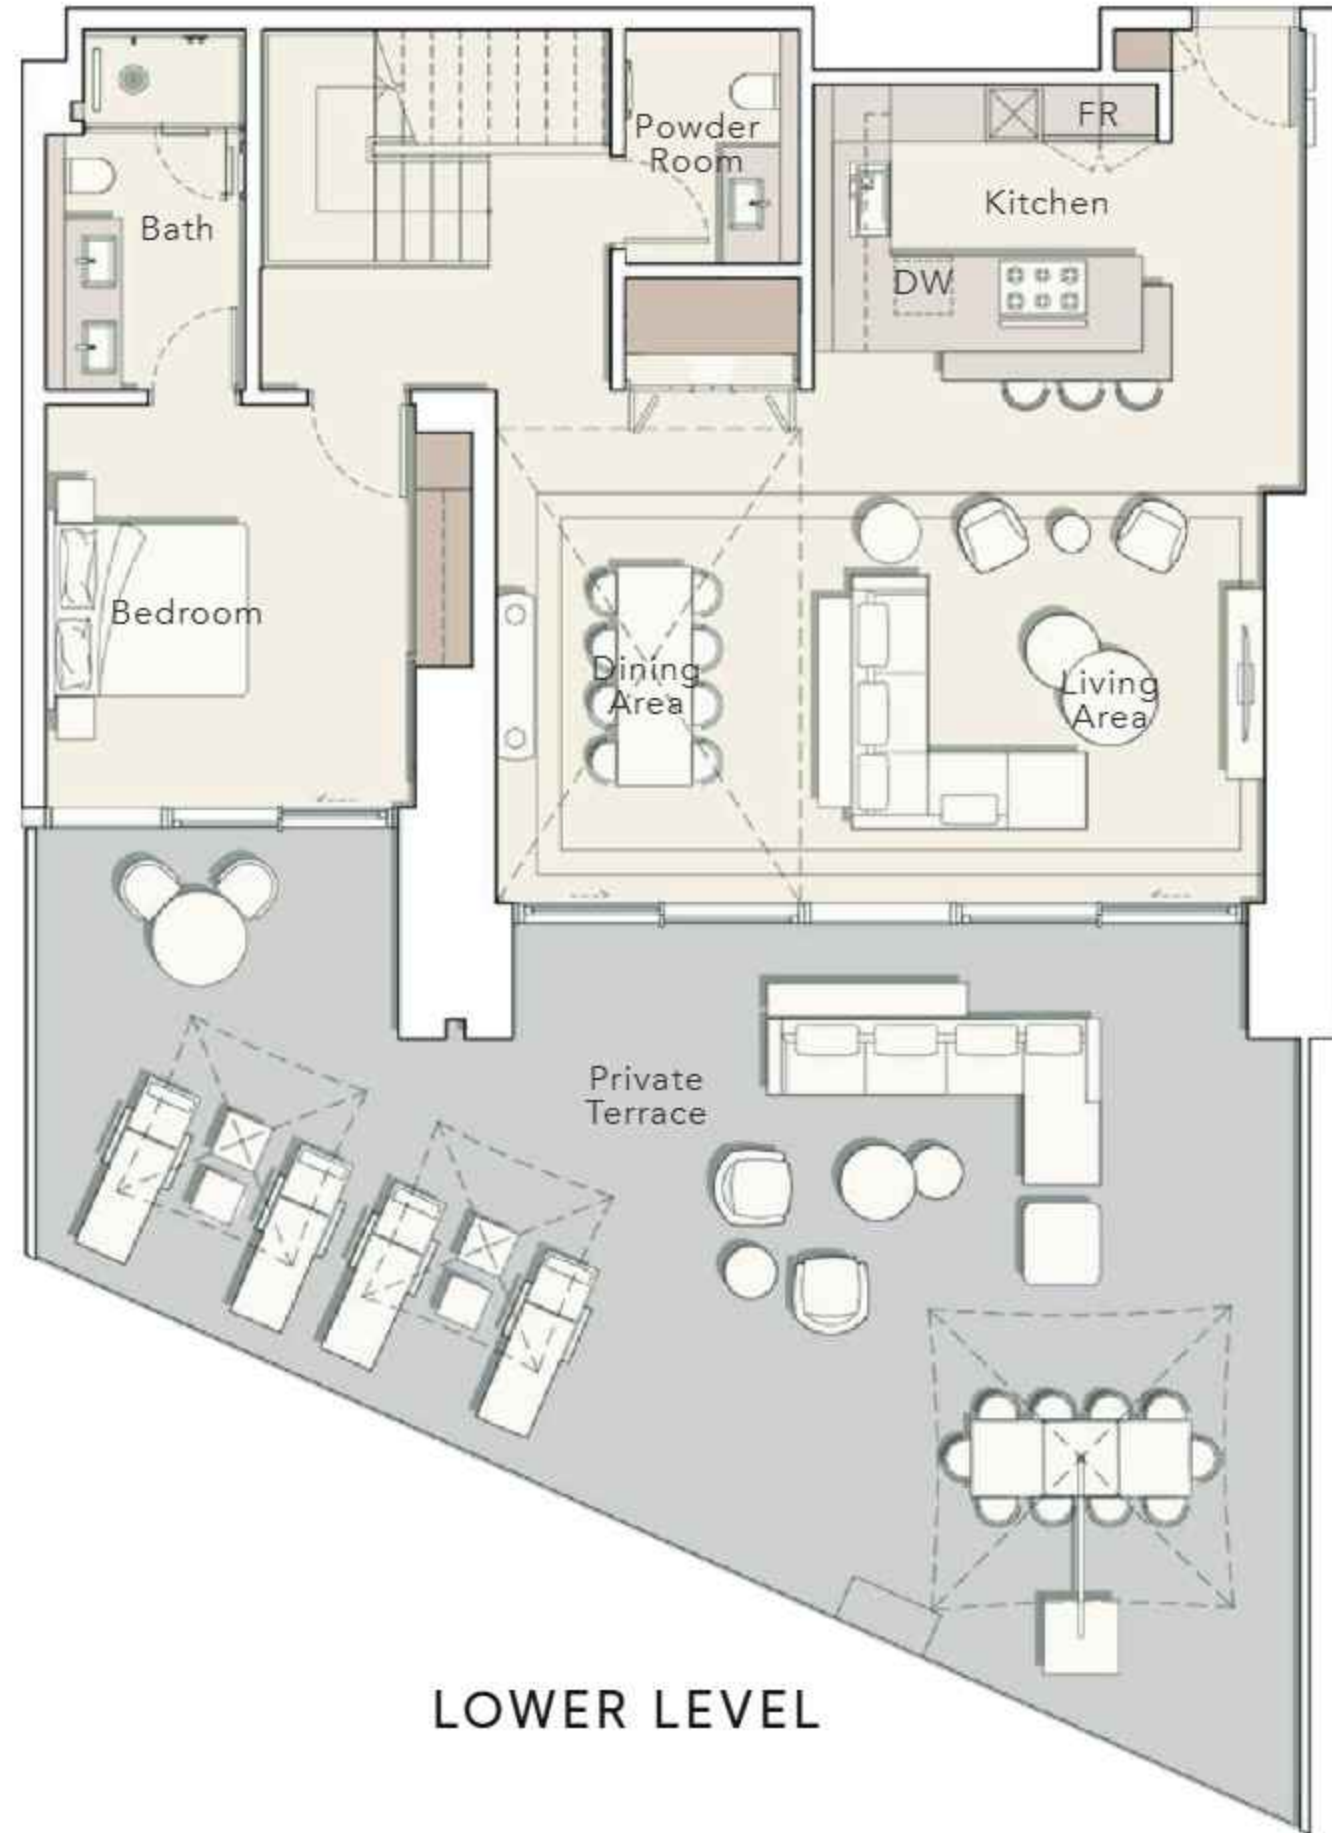 Powder
Room
FR
Kitchen
Bath
DW
Bedroom
Dining
Area
Living
Area
Private
Terrace
LOWER LEVEL